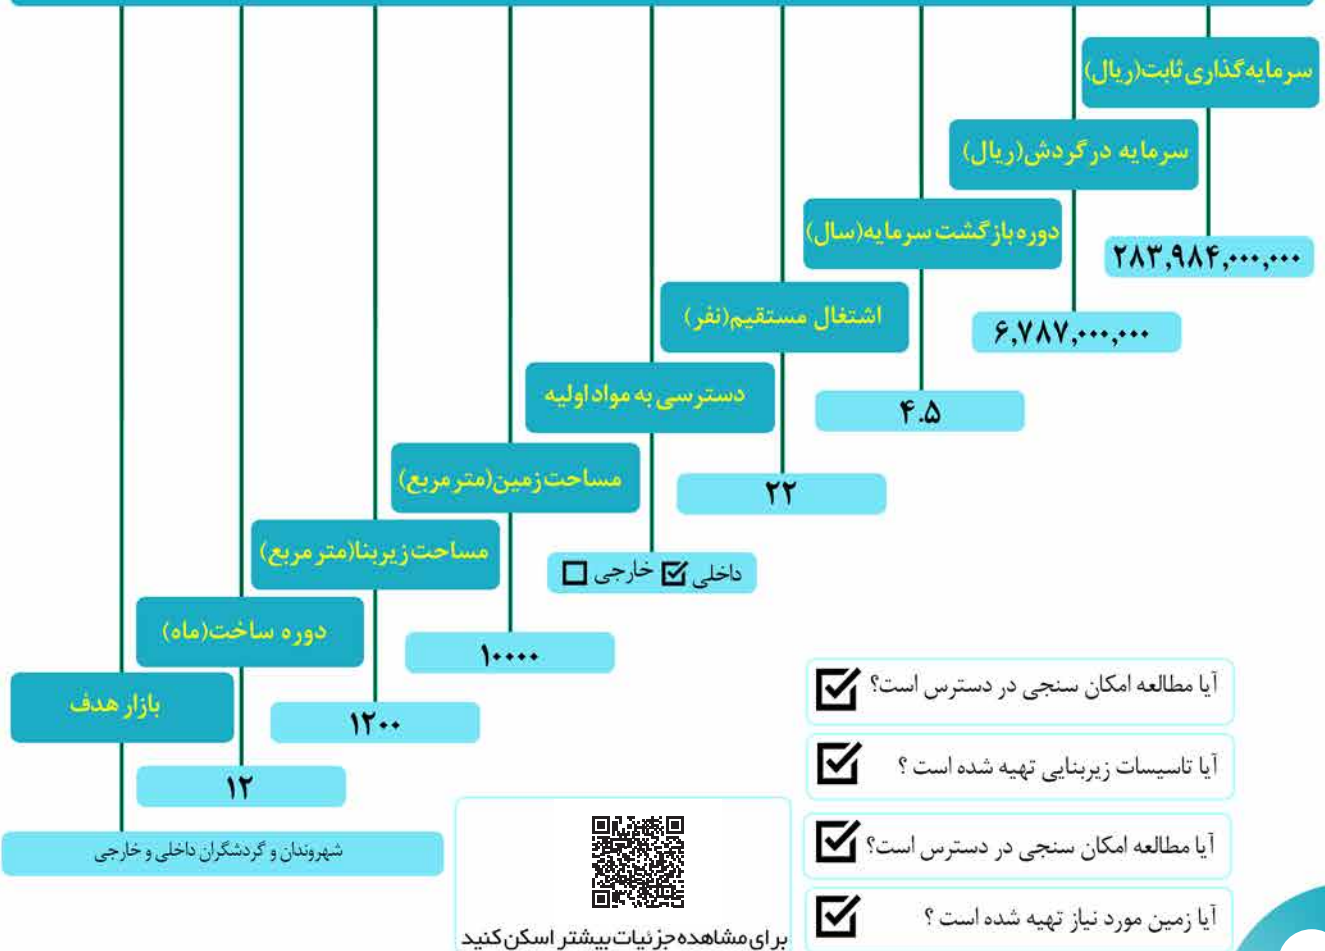 سرمایه‌گذاری ثابت(ریال)
۲۸۳,۹۸۴,۰۰۰,۰۰۰
سرمایه در گردش(ریال)
۶,۷۸۷,۰۰۰,۰۰۰
دوره بازگشت سرمایه(سال)
۴.۵
اشتغال مستقیم(نفر)
۲۲
دسترسی به مواد اولیه
داخلی ☑ خارجی ☐
مساحت زمین(متر مربع)
۱۰۰۰۰
مساحت زیربنا(متر مربع)
۱۲۰۰
دوره ساخت(ماه)
۱۲
بازار هدف
شهروندان و گردشگران داخلی و خارجی
آیا مطالعه امکان سنجی در دسترس است؟ ☑
آیا تاسیسات زیربنایی تهیه شده است ؟ ☑
آیا مطالعه امکان سنجی در دسترس است؟ ☑
آیا زمین مورد نیاز تهیه شده است ؟ ☑
برای مشاهده جزئیات بیشتر اسکن کنید